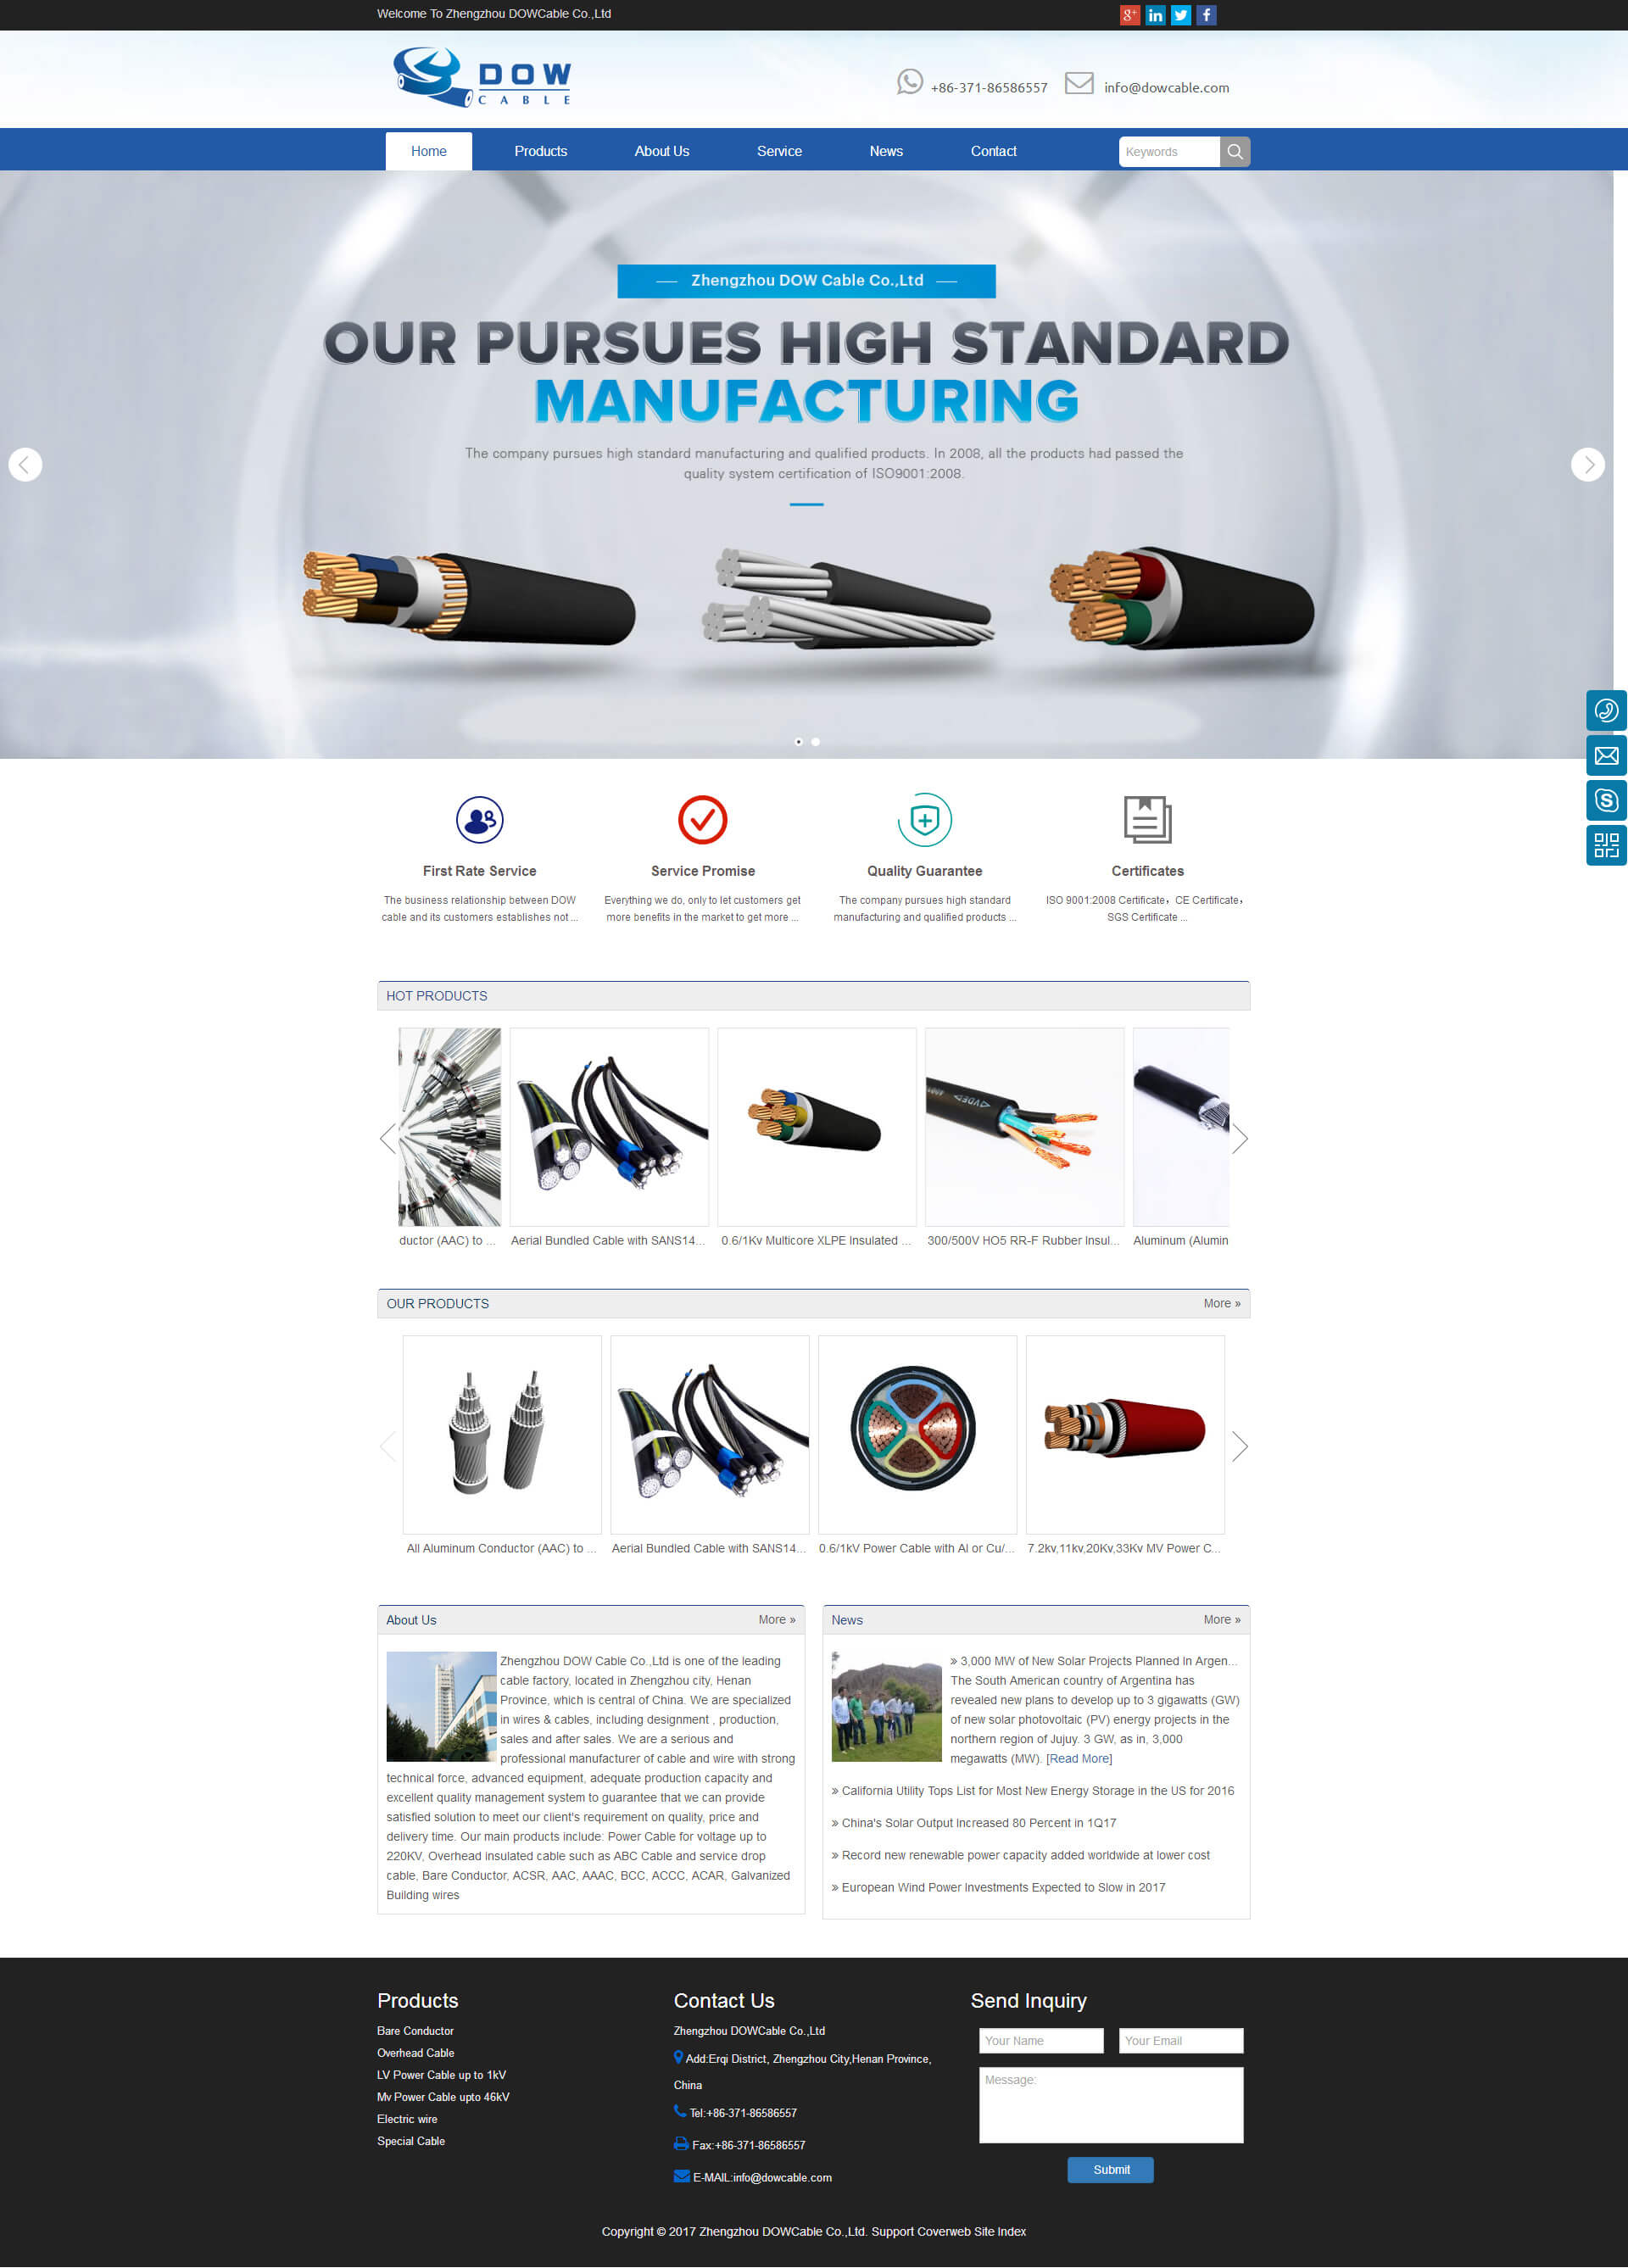 Welcome To Zhengzhou DOWCable Co.,Ltd
DOW
CABLE
+86-371-86586557
info@dowcable.com
Home
Products
About Us
Service
News
Contact
Keywords
Zhengzhou DOW Cable Co.,Ltd
OUR PURSUES HIGH STANDARD
MANUFACTURING
The company pursues high standard manufacturing and qualified products. In 2008, all the products had passed the
quality system certification of ISO9001:2008.
First Rate Service
The business relationship between DOW
cable and its customers establishes not ...
Service Promise
Everything we do, only to let customers get
more benefits in the market to get more ...
Quality Guarantee
The company pursues high standard
manufacturing and qualified products ...
Certificates
ISO 9001:2008 Certificate，CE Certificate，
SGS Certificate ...
HOT PRODUCTS
ductor (AAC) to ...
Aerial Bundled Cable with SANS14...
0.6/1Kv Multicore XLPE Insulated ...
300/500V HO5 RR-F Rubber Insul...
Aluminum (Alumin
OUR PRODUCTS
More »
All Aluminum Conductor (AAC) to ...
Aerial Bundled Cable with SANS14...
0.6/1kV Power Cable with Al or Cu/...
7.2kv,11kv,20Kv,33Kv MV Power C...
About Us
More »
Zhengzhou DOW Cable Co.,Ltd is one of the leading
cable factory, located in Zhengzhou city, Henan
Province, which is central of China. We are specialized
in wires & cables, including designment , production,
sales and after sales. We are a serious and
professional manufacturer of cable and wire with strong
technical force, advanced equipment, adequate production capacity and
excellent quality management system to guarantee that we can provide
satisfied solution to meet our client's requirement on quality, price and
delivery time. Our main products include: Power Cable for voltage up to
220KV, Overhead insulated cable such as ABC Cable and service drop
cable, Bare Conductor, ACSR, AAC, AAAC, BCC, ACCC, ACAR, Galvanized
Building wires
News
More »
» 3,000 MW of New Solar Projects Planned In Argen...
The South American country of Argentina has
revealed new plans to develop up to 3 gigawatts (GW)
of new solar photovoltaic (PV) energy projects in the
northern region of Jujuy. 3 GW, as in, 3,000
megawatts (MW). [Read More]
» California Utility Tops List for Most New Energy Storage in the US for 2016
» China's Solar Output Increased 80 Percent in 1Q17
» Record new renewable power capacity added worldwide at lower cost
» European Wind Power Investments Expected to Slow in 2017
Products
Bare Conductor
Overhead Cable
LV Power Cable up to 1kV
Mv Power Cable upto 46kV
Electric wire
Special Cable
Contact Us
Zhengzhou DOWCable Co.,Ltd
Add:Erqi District, Zhengzhou City,Henan Province,
China
Tel:+86-371-86586557
Fax:+86-371-86586557
E-MAIL:info@dowcable.com
Send Inquiry
Your Name
Your Email
Message:
Submit
Copyright © 2017 Zhengzhou DOWCable Co.,Ltd. Support Coverweb Site Index